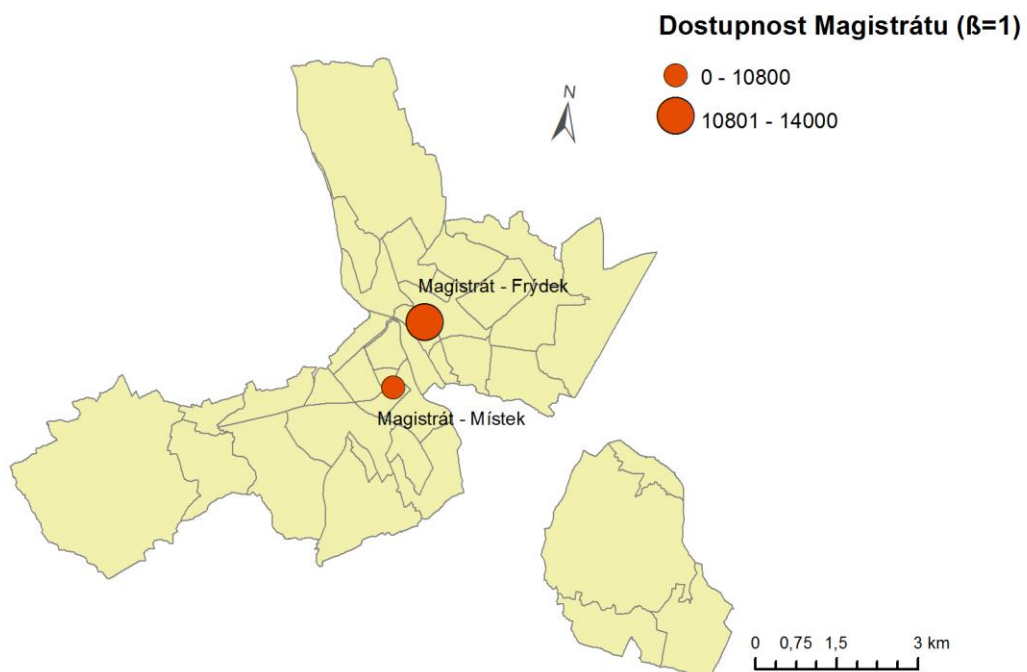 Dostupnost Magistrátu (ß=1)
0 - 10800
10801 - 14000
N
Magistrát - Frýdek
Magistrát - Místek
0 0,75 1,5 3 km